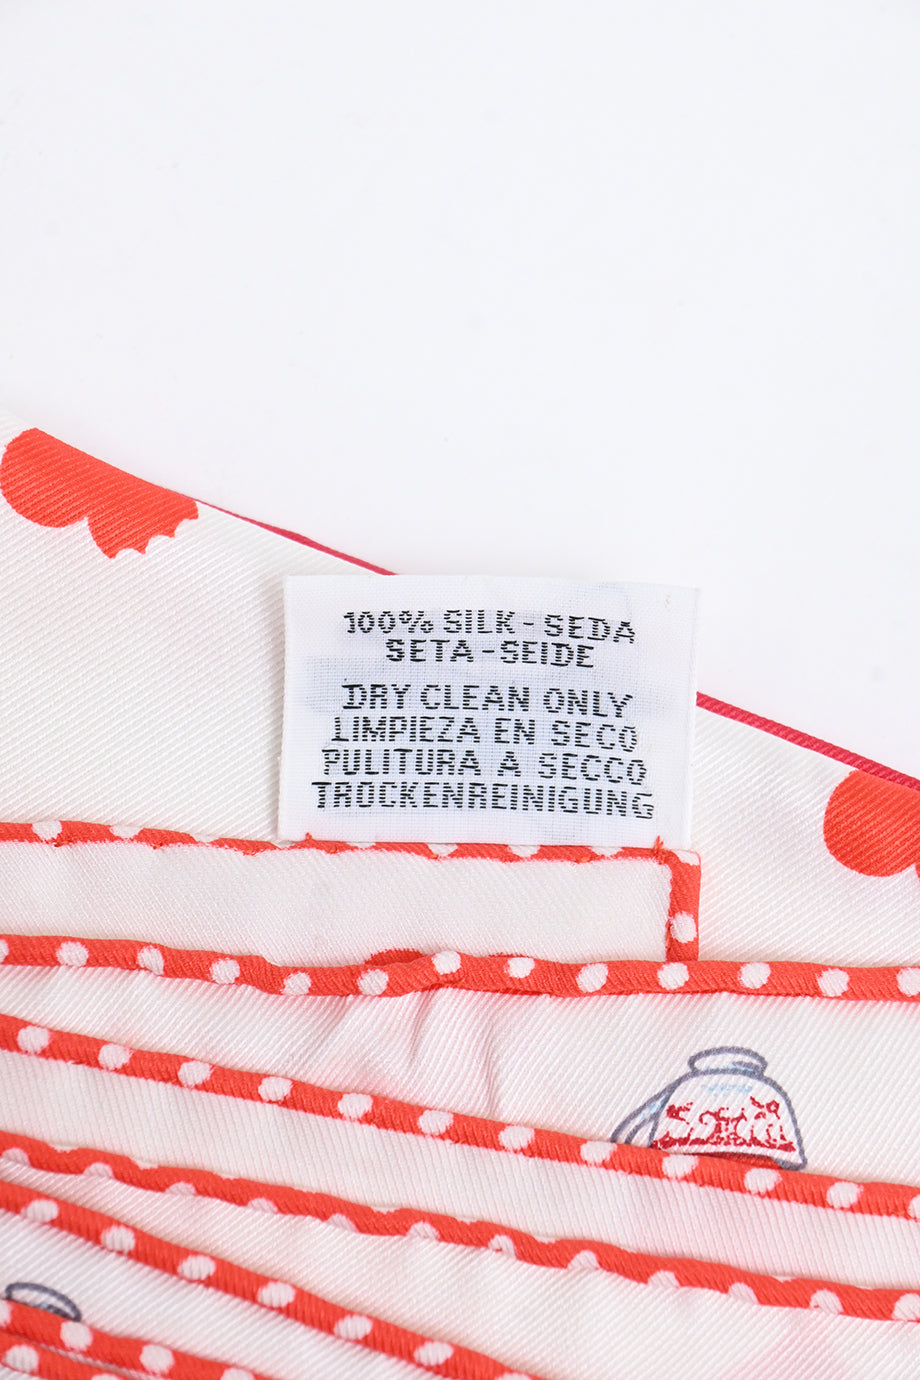 100% SILK - SEDA
SETA - SEIDE
DRY CLEAN ONLY
LIMPIEZA EN SECO
PULITURA A SECCO
TROCKENREINIGUNG